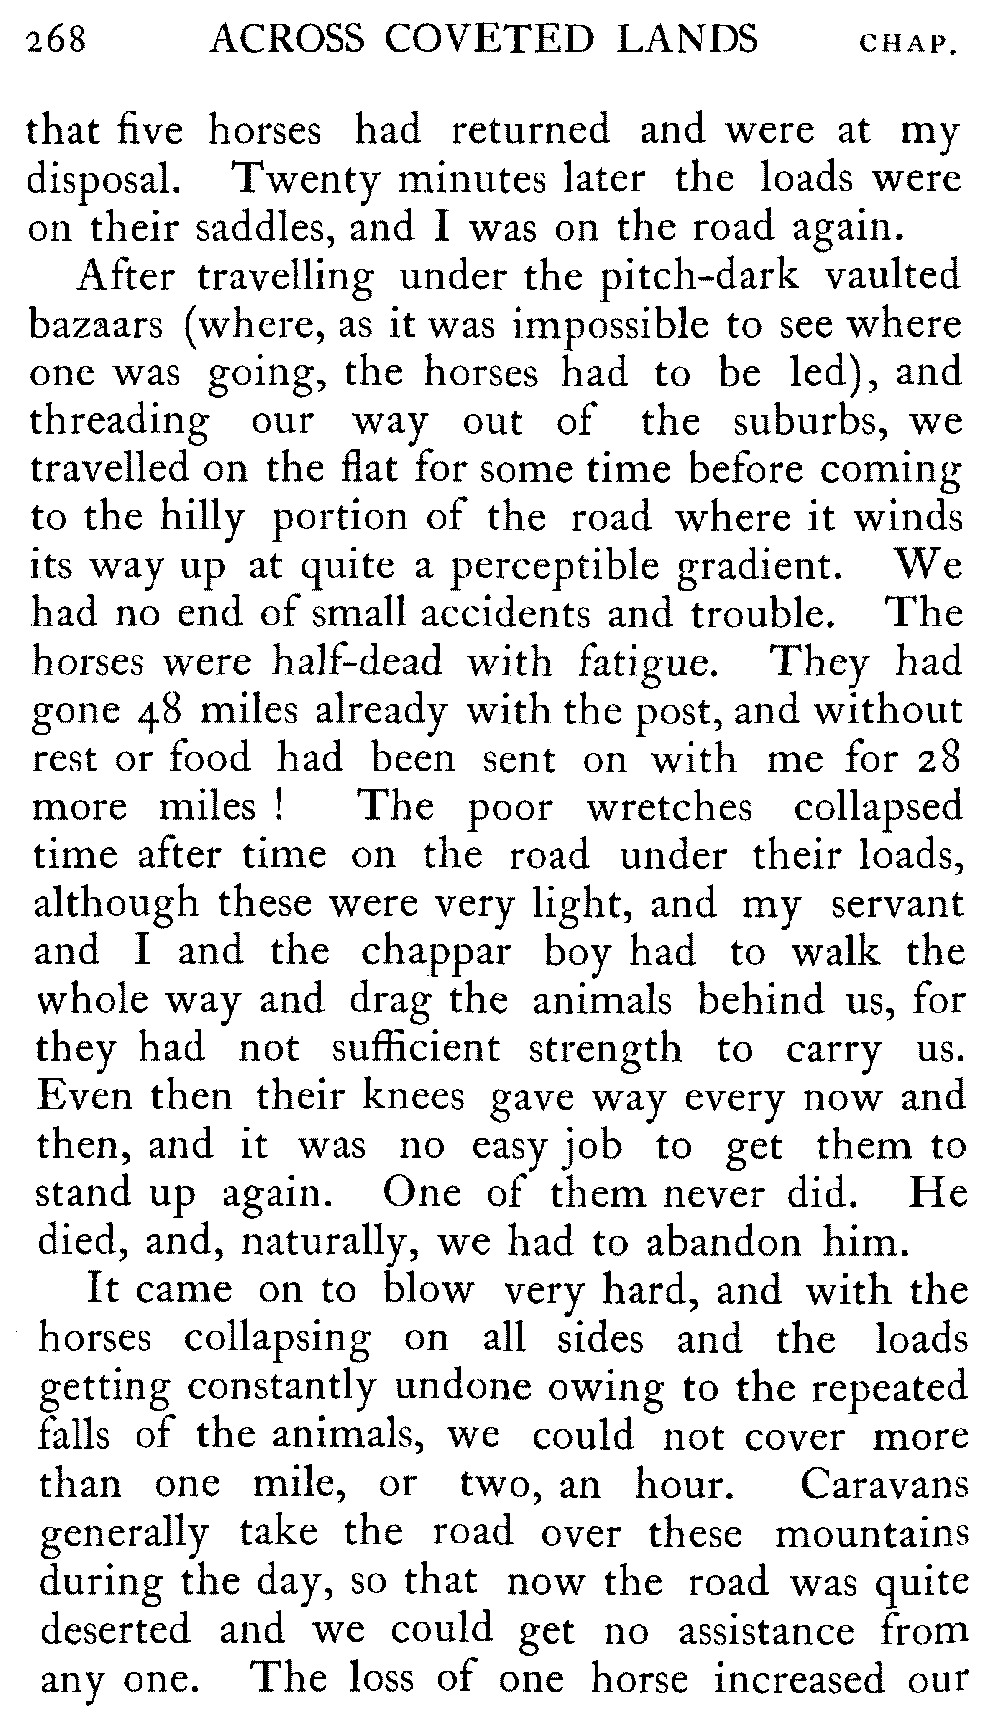 268 ACROSS COVETED LANDS CHAP.
that five horses had returned and were at my
disposal. Twenty minutes later the loads were
on their saddles, and I was on the road again.
After travelling under the pitch-dark vaulted
bazaars (where, as it was impossible to see where
one was going, the horses had to be led), and
threading our way out of the suburbs, we
travelled on the flat for some time before coming
to the hilly portion of the road where it winds
its way up at quite a perceptible gradient. We
had no end of small accidents and trouble. The
horses were half-dead with fatigue. They had
gone 48 miles already with the post, and without
rest or food had been sent on with me for 28
more miles ! The poor wretches collapsed
time after time on the road under their loads,
although these were very light, and my servant
and I and the chappar boy had to walk the
whole way and drag the animals behind us, for
they had not sufficient strength to carry us.
Even then their knees gave way every now and
then, and it was no easy job to get them to
stand up again. One of them never did. He
died, and, naturally, we had to abandon him.
It came on to blow very hard, and with the
horses collapsing on all sides and the loads
getting constantly undone owing to the repeated
falls of the animals, we could not cover more
than one mile, or two, an hour. Caravans
generally take the road over these mountains
during the day, so that now the road was quite
deserted and we could get no assistance from
any one. The loss of one horse increased our